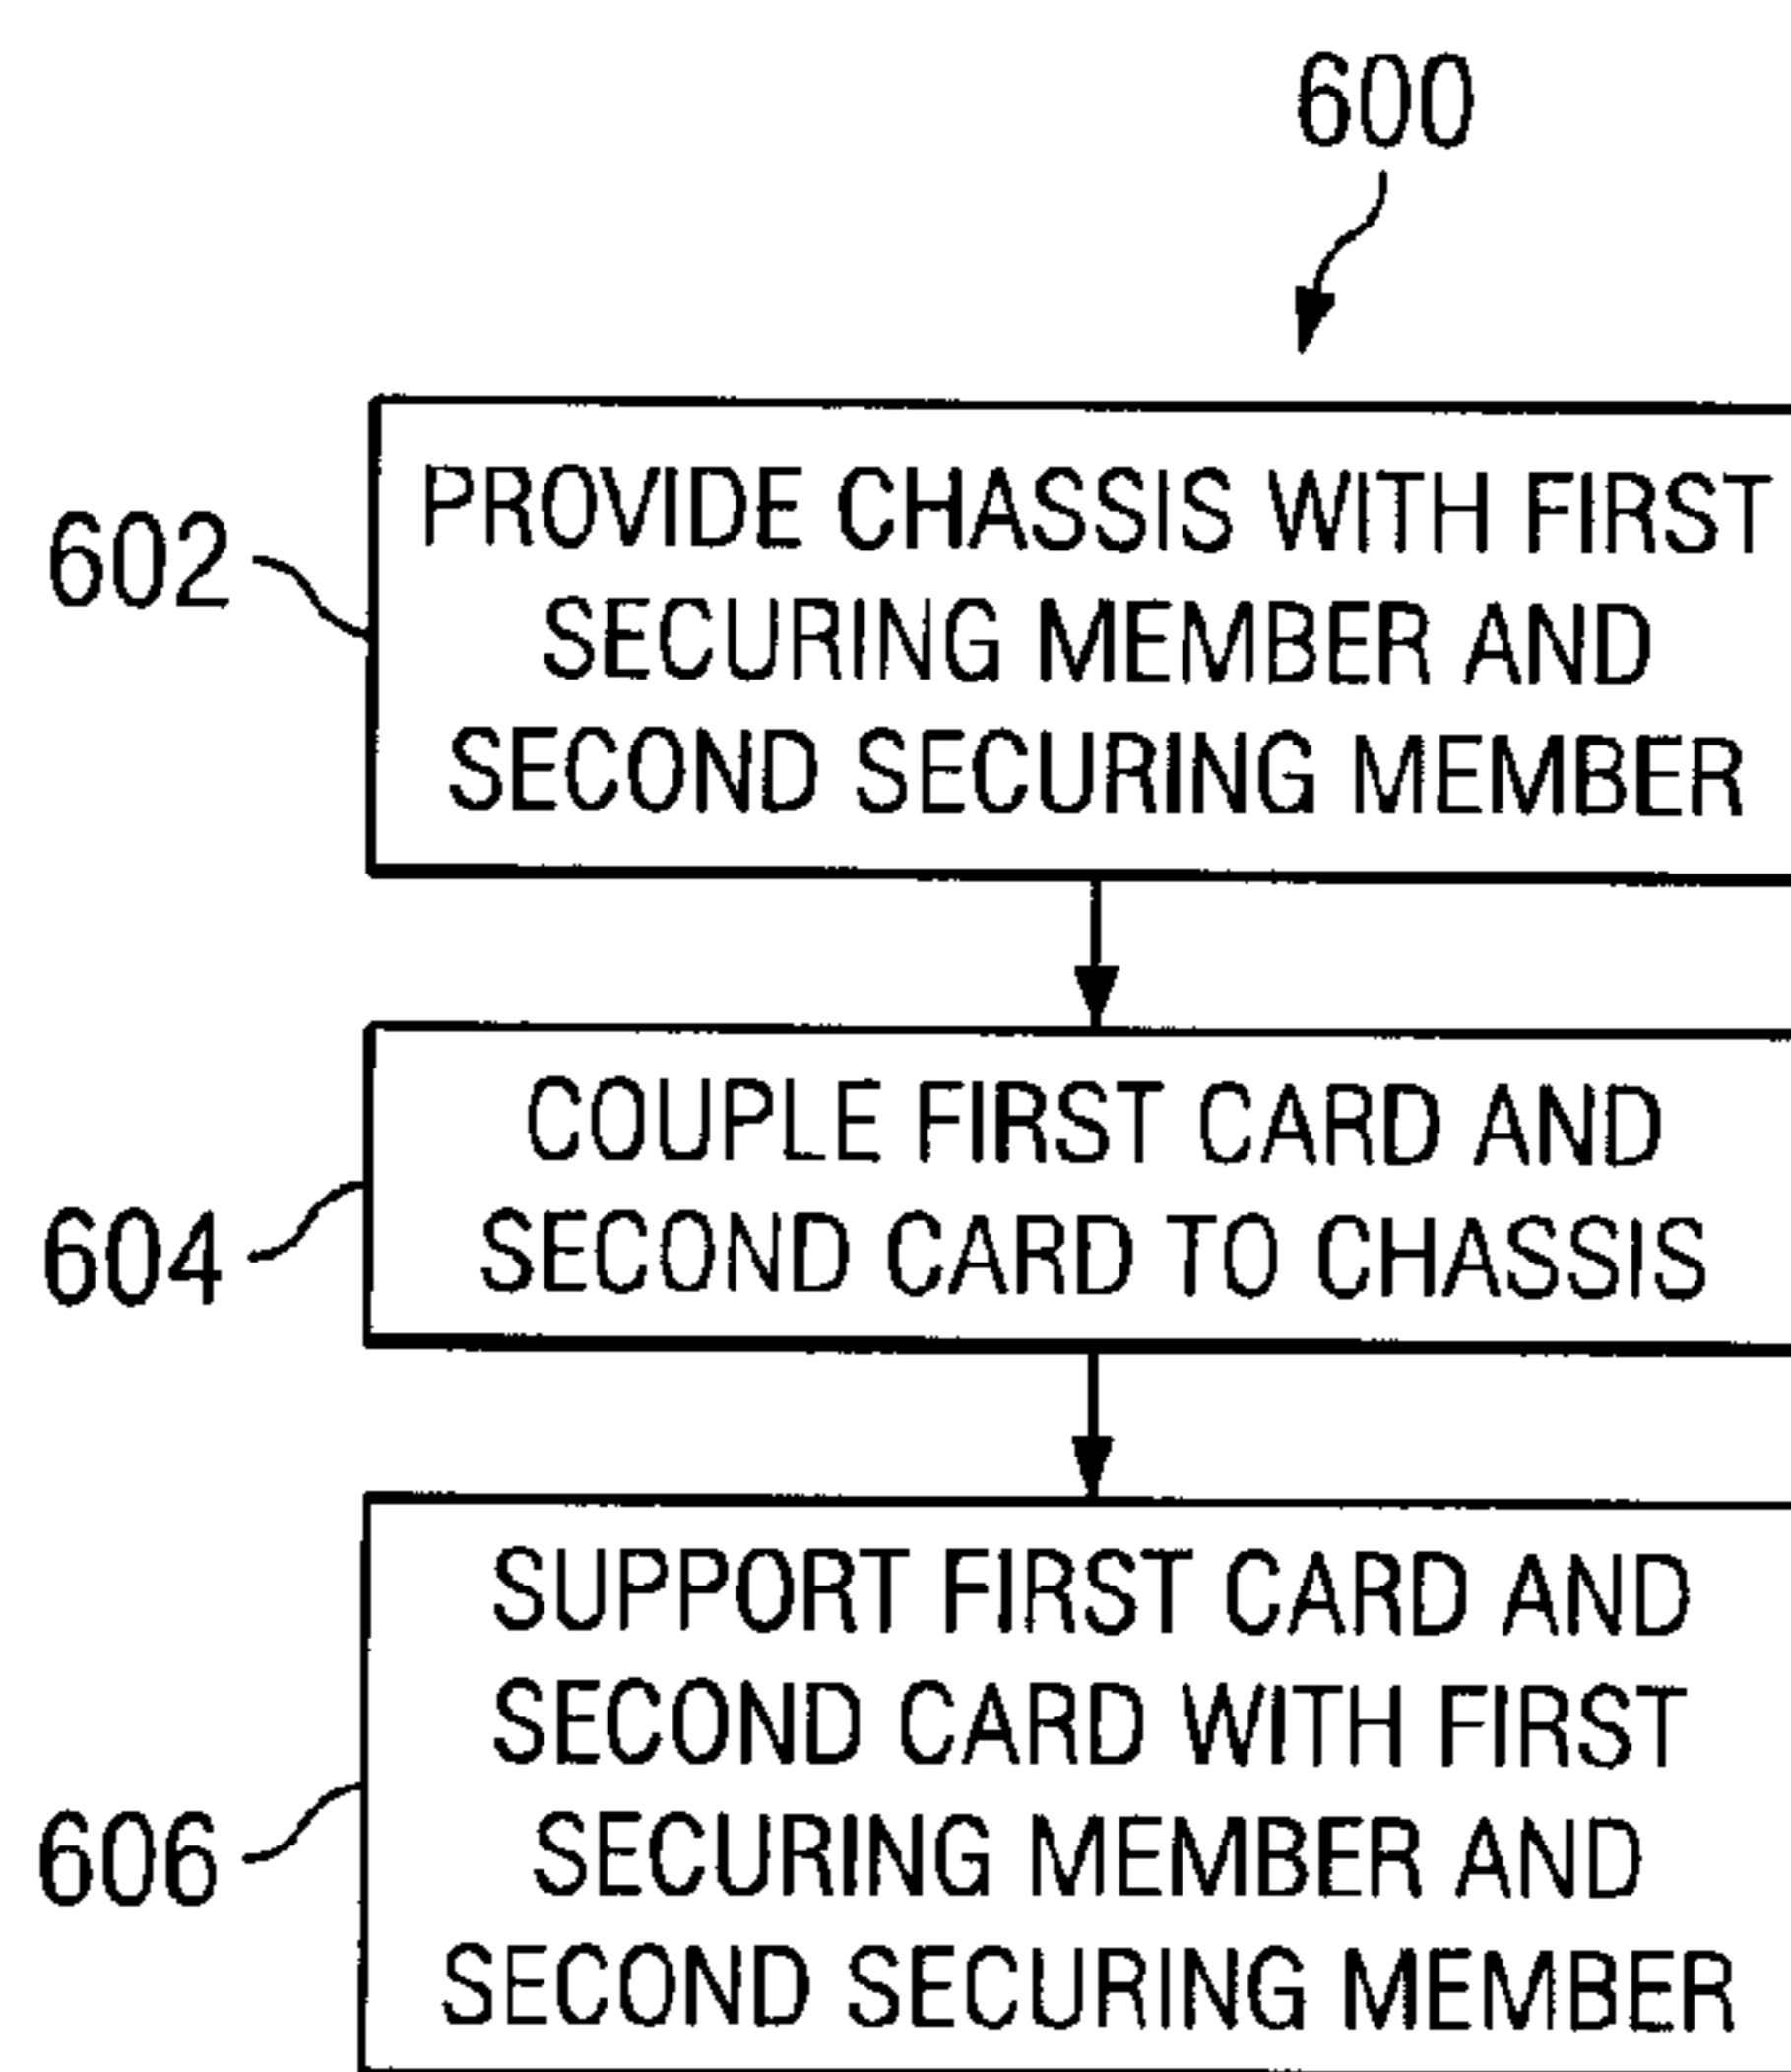 600
602
PROVIDE CHASSIS WITH FIRST
SECURING MEMBER AND
SECOND SECURING MEMBER
604
COUPLE FIRST CARD AND
SECOND CARD TO CHASSIS
606
SUPPORT FIRST CARD AND
SECOND CARD WITH FIRST
SECURING MEMBER AND
SECOND SECURING MEMBER